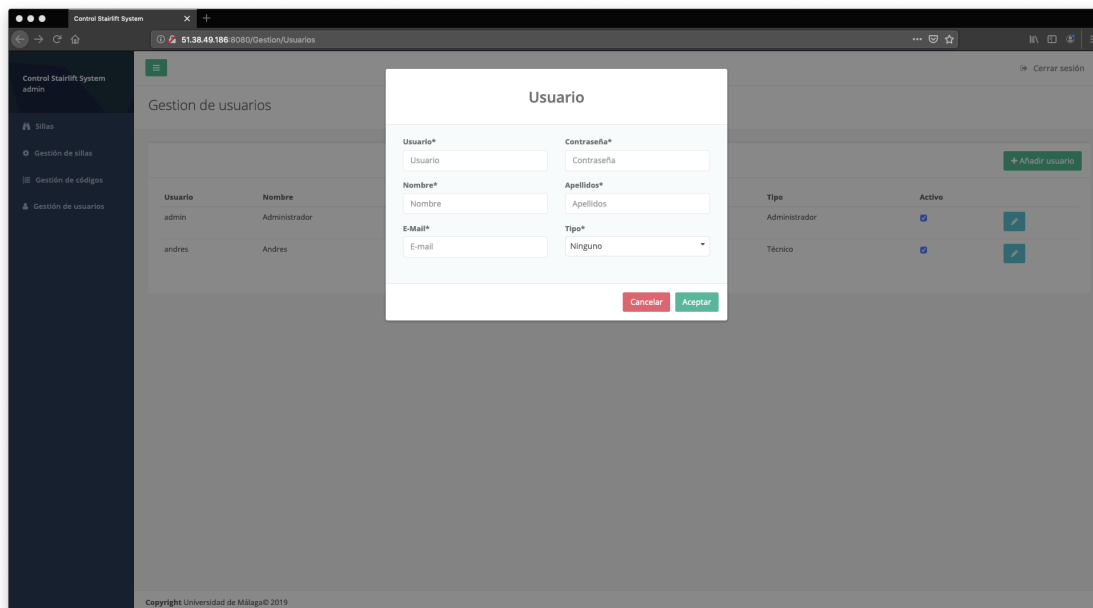 Control Stairlift System
51.38.49.186:8080/Gestion/Usuarios
Control Stairlift System
admin
Cerrar sesión
Sillas
Gestión de sillas
Gestión de códigos
Gestión de usuarios
Gestion de usuarios
Añadir usuario
Usuario Nombre Tipo Activo
admin Administrador Administrador
andres Andres Técnico
Usuario
Usuario* Contraseña*
Usuario Contraseña
Nombre* Apellidos*
Nombre Apellidos
E-Mail* Tipo*
E-mail Ninguno
Cancelar Aceptar
Copyright Universidad de Málaga© 2019